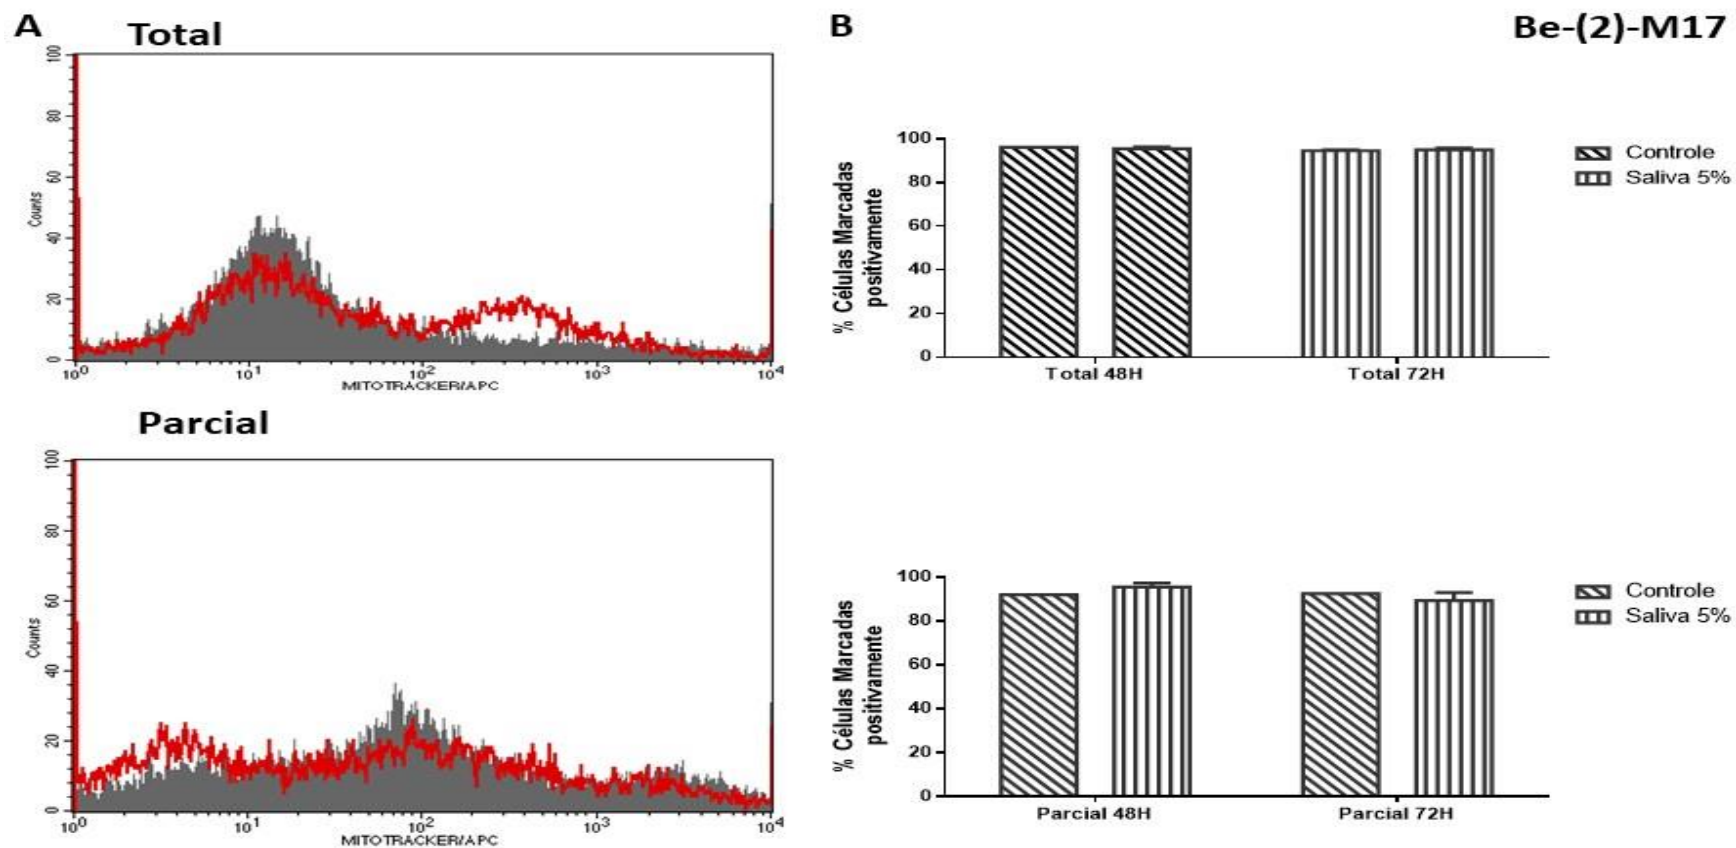 A
Total
100
80
60
40
20
0
Counts
10^0 10^1 10^2 10^3 10^4
MITOTRACKER/APC
Parcial
100
80
60
40
20
0
Counts
10^0 10^1 10^2 10^3 10^4
MITOTRACKER/APC
B
Be-(2)-M17
% Células Marcadas
positivamente
100
80
60
40
20
0
Total 48H Total 72H
Controle
Saliva 5%
% Células Marcadas
positivamente
100
80
60
40
20
0
Parcial 48H Parcial 72H
Controle
Saliva 5%